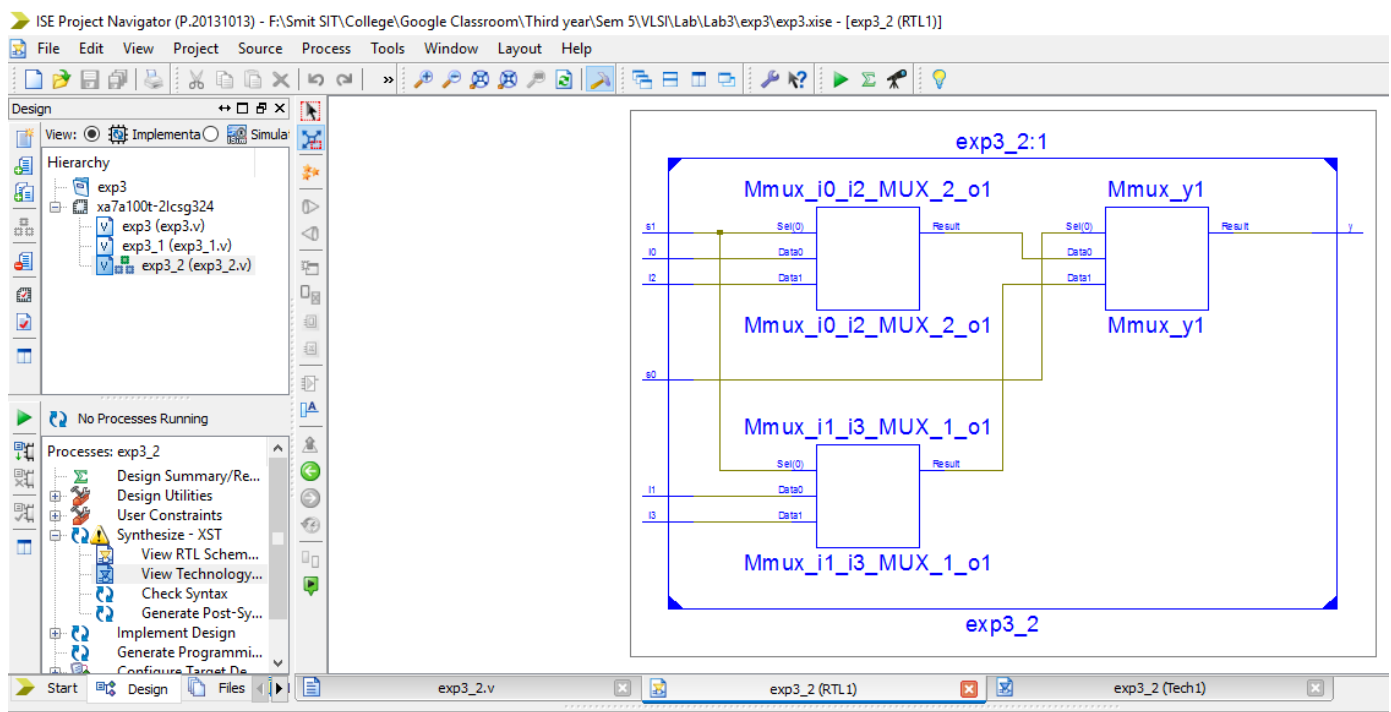 ISE Project Navigator (P.20131013) - F:\Smit SIT\College\Google Classroom\Third year\Sem 5\VLSI\Lab\Lab3\exp3\exp3.xise - [exp3_2 (RTL1)]
File Edit View Project Source Process Tools Window Layout Help
Design
View: Implementa Simula
Hierarchy
exp3
xa7a100t-2lcsg324
exp3 (exp3.v)
exp3_1 (exp3_1.v)
exp3_2 (exp3_2.v)
No Processes Running
Processes: exp3_2
Design Summary/Re...
Design Utilities
User Constraints
Synthesize - XST
View RTL Schem...
View Technology...
Check Syntax
Generate Post-Sy...
Implement Design
Generate Programmi...
Configure Target De
Start Design Files
exp3_2:1
Mmux_i0_i2_MUX_2_o1 Mmux_y1
s1 Sel(0) Result Sel(0) Result y
i0 Data0 Data0
i2 Data1 Data1
Mmux_i0_i2_MUX_2_o1 Mmux_y1
s0
Mmux_i1_i3_MUX_1_o1
Sel(0) Result
i1 Data0
i3 Data1
Mmux_i1_i3_MUX_1_o1
exp3_2
exp3_2.v exp3_2 (RTL1) exp3_2 (Tech1)